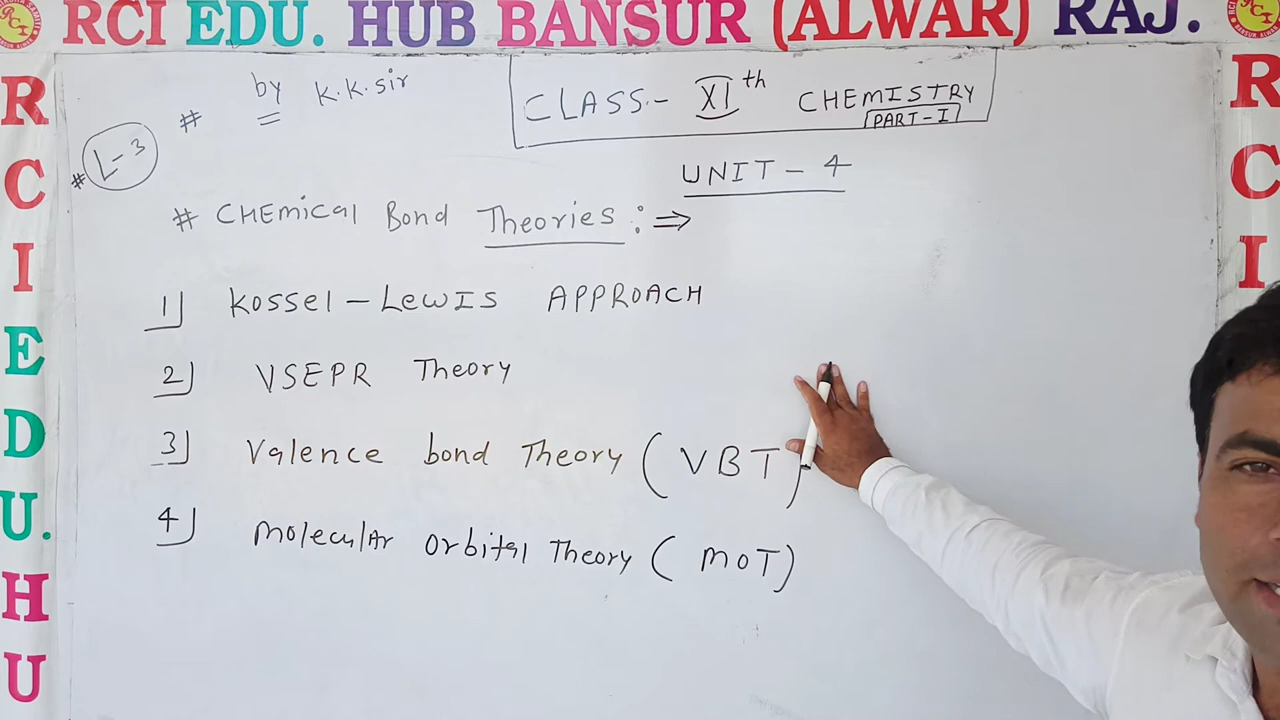 RCI EDU. HUB BANSUR (ALWAR) RAJ.
# by K.K.sir
CLASS:- XIth CHEMISTRY
PART-I
# L-3
UNIT - 4
# CHEmical Bond Theories :⇒
1) Kossel - LewIS APPROACH
2) VSEPR Theory
3) Valence bond Theory (VBT)
4) Molecular Orbital Theory (MOT)
R
C
I
E
D
U.
H
U
R
C
I